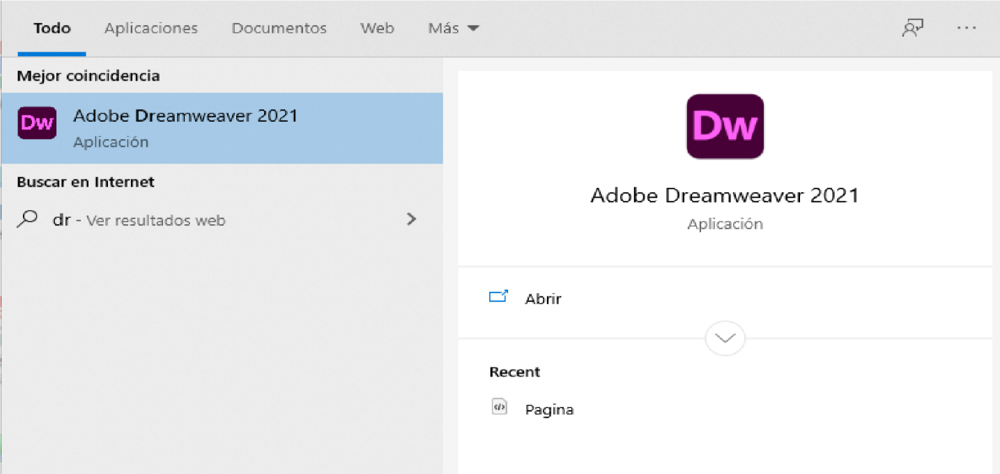 Todo Aplicaciones Documentos Web Más
Mejor coincidencia
Dw
Adobe Dreamweaver 2021
Aplicación
Buscar en Internet
dr - Ver resultados web
Dw
Adobe Dreamweaver 2021
Aplicación
Abrir
Recent
Pagina